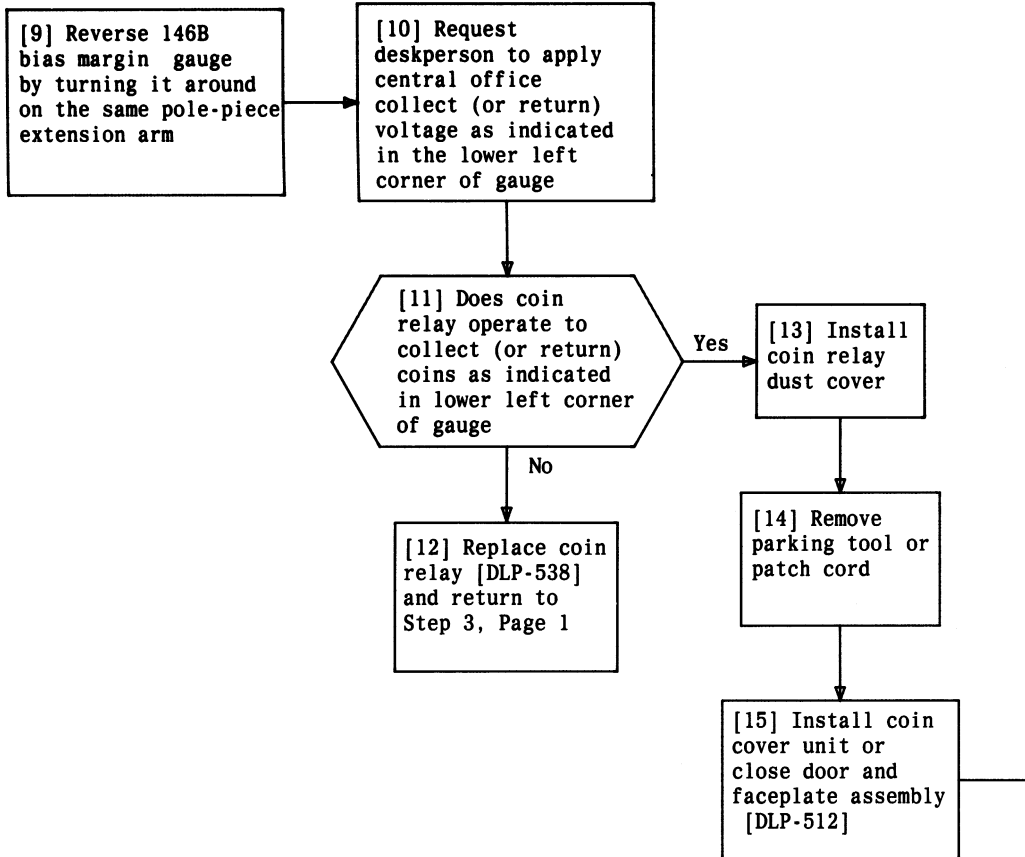 [9] Reverse 146B
bias margin gauge
by turning it around
on the same pole-piece
extension arm
[10] Request
deskperson to apply
central office
collect (or return)
voltage as indicated
in the lower left
corner of gauge
[11] Does coin
relay operate to
collect (or return)
coins as indicated
in lower left corner
of gauge
Yes
No
[12] Replace coin
relay [DLP-538]
and return to
Step 3, Page 1
[13] Install
coin relay
dust cover
[14] Remove
parking tool or
patch cord
[15] Install coin
cover unit or
close door and
faceplate assembly
[DLP-512]